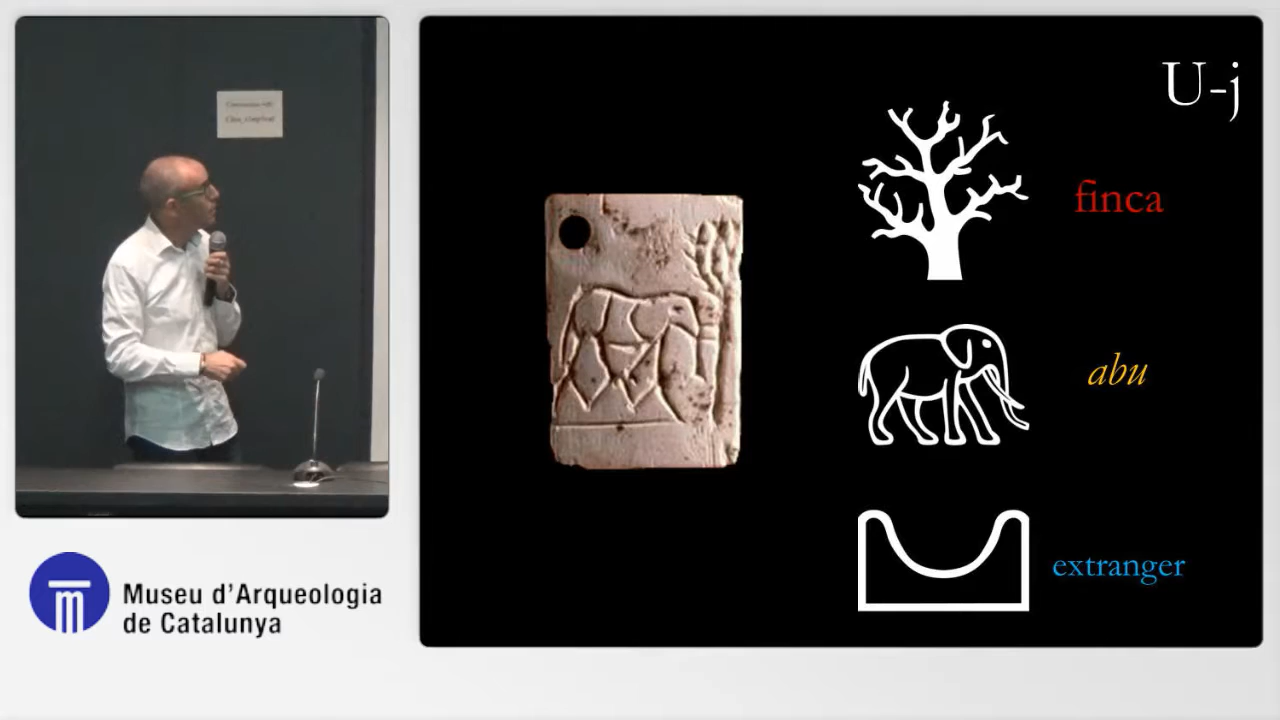 U-j
finca
abu
extranger
Museu d'Arqueologia
de Catalunya